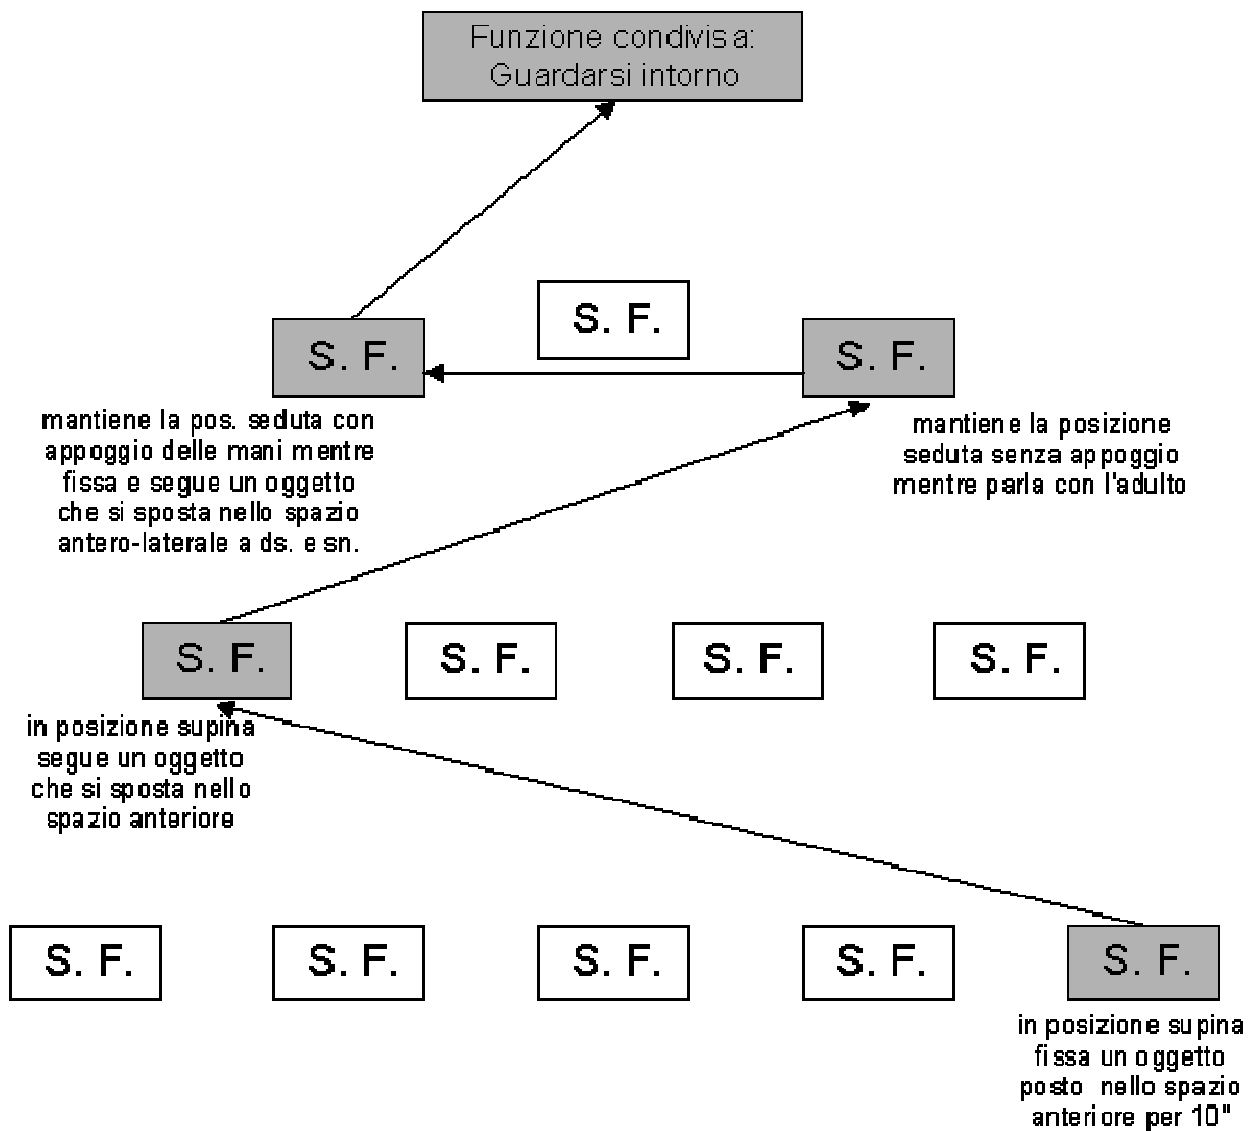 Funzione condivisa:
Guardarsi intorno
S. F.
S. F.
S. F.
mantiene la pos. seduta con
appoggio delle mani mentre
fissa e segue un oggetto
che si sposta nello spazio
antero-laterale a ds. e sn.
mantiene la posizione
seduta senza appoggio
mentre parla con l'adulto
S. F.
S. F.
S. F.
S. F.
in posizione supina
segue un oggetto
che si sposta nello
spazio anteriore
S. F.
S. F.
S. F.
S. F.
S. F.
in posizione supina
fissa un oggetto
posto nello spazio
anteriore per 10"